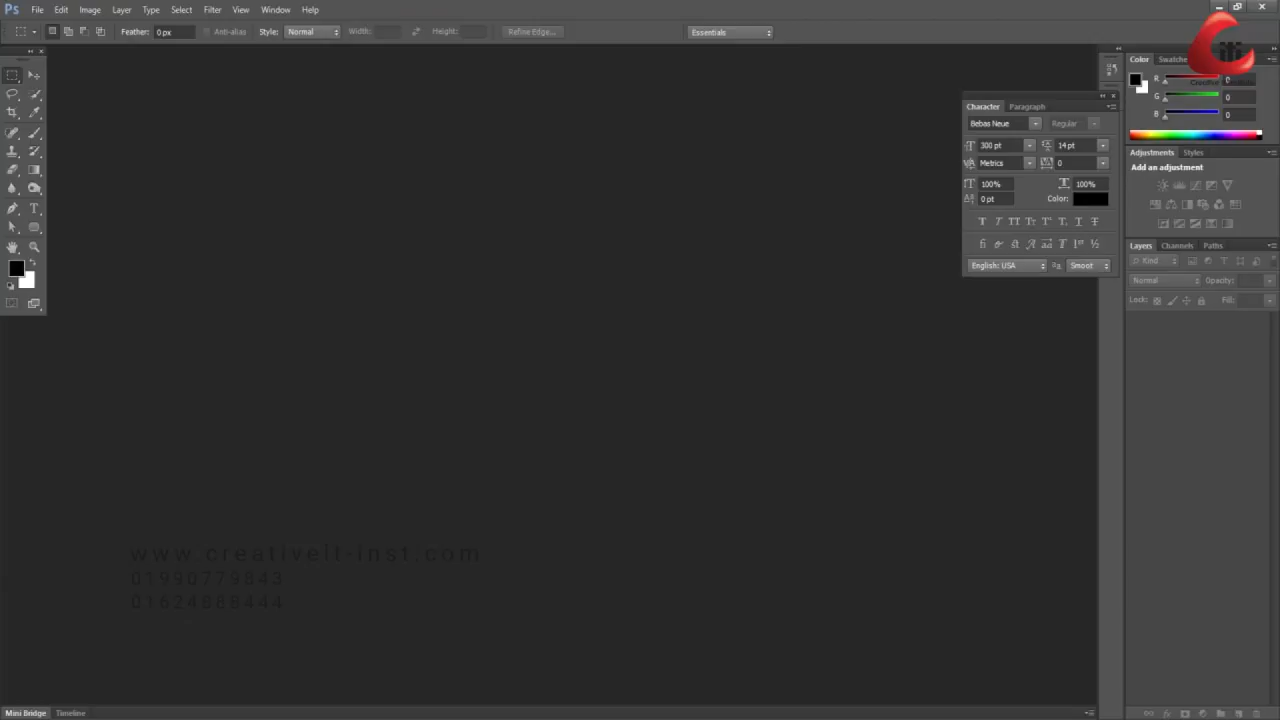 Ps File Edit Image Layer Type Select Filter View Window Help
Feather: 0 px Anti-alias Style: Normal Width: Height: Refine Edge... Essentials
Color Swatches
R 0
G 0
B 0
Character Paragraph
Bebas Neue Regular
300 pt 14 pt
Metrics 0
100% 100%
0 pt Color:
English: USA Smoot
Adjustments Styles
Add an adjustment
Layers Channels Paths
Kind
Normal Opacity:
Lock: Fill:
www.creativeit-inst.com
01990779843
01624888444
Mini Bridge Timeline